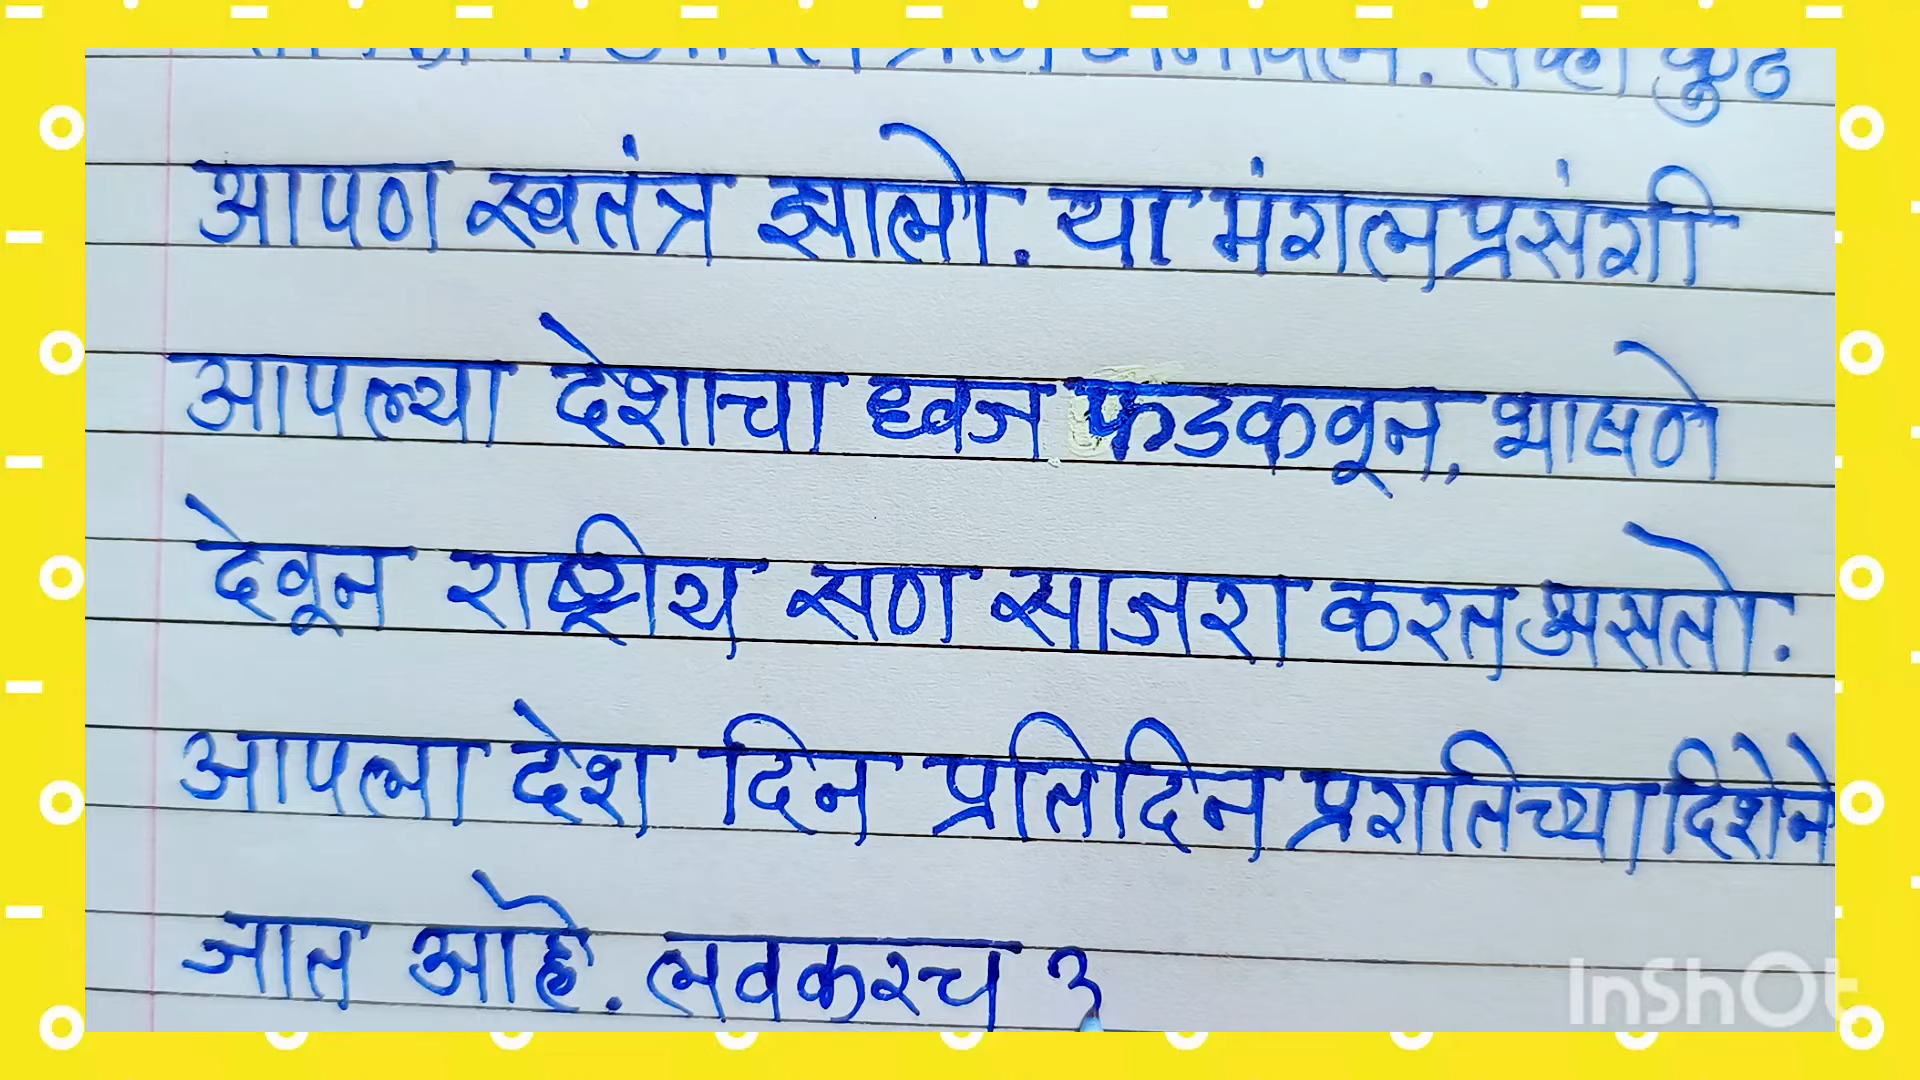 तेव्हा कुठे
आपण स्वतंत्र झालो. या मंगलप्रसंगी
आपल्या देशाचा ध्वज फडकवून, भाषणे
देवून राष्ट्रीय सण साजरा करत असतो.
आपला देश दिन प्रतिदिन प्रगतिच्या दिशेने
जात आहे. लवकरच
InShOt